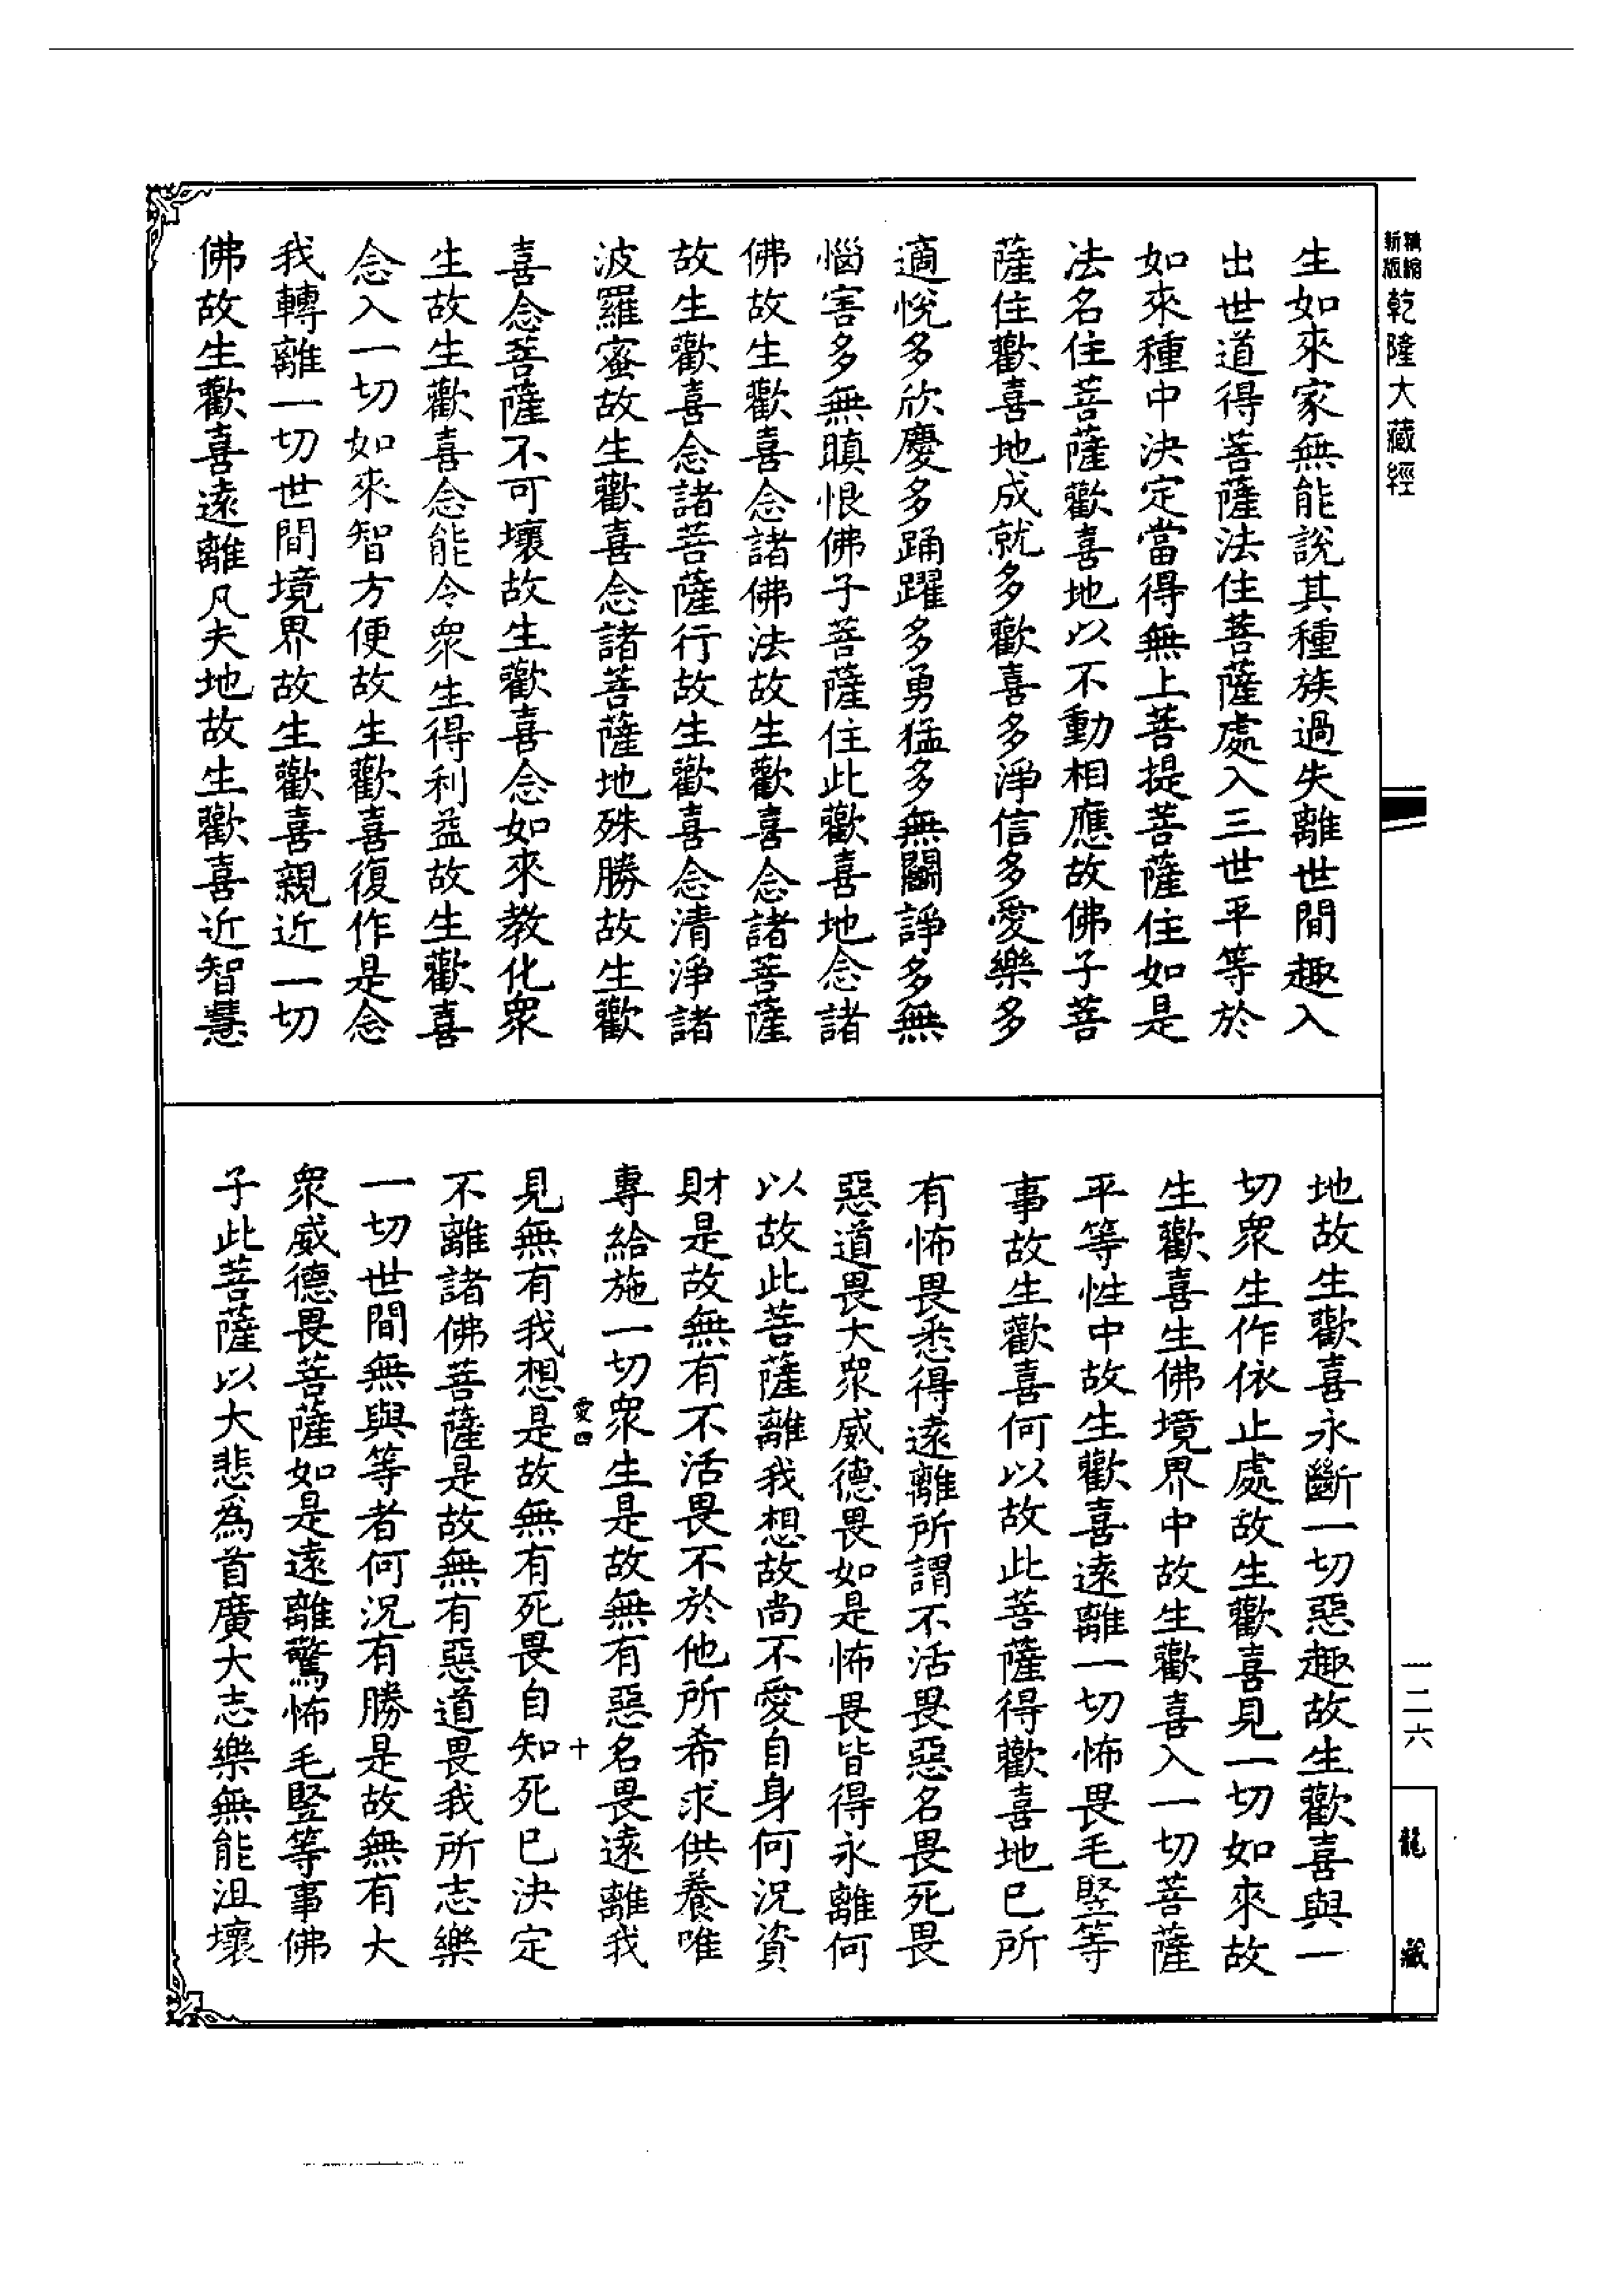 精縮新版乾隆大藏經
生如來家無能說其種族過失離世間趣入
出世道得菩薩法住菩薩處入三世平等於
如來種中決定當得無上菩提菩薩住如是
法名住菩薩歡喜地以不動相應故佛子菩
薩住歡喜地成就多歡喜多淨信多愛樂多
適悅多欣慶多踊躍多勇猛多無鬭諍多無
惱害多無瞋恨佛子菩薩住此歡喜地念諸
佛故生歡喜念諸佛法故生歡喜念諸菩薩
故生歡喜念諸菩薩行故生歡喜念清淨諸
波羅蜜故生歡喜念諸菩薩地殊勝故生歡
喜念菩薩不可壞故生歡喜念如來教化眾
生故生歡喜念能令眾生得利益故生歡喜
念入一切如來智方便故生歡喜復作是念
我轉離一切世間境界故生歡喜親近一切
佛故生歡喜遠離凡夫地故生歡喜近智慧
地故生歡喜永斷一切惡趣故生歡喜與一
切眾生作依止處故生歡喜見一切如來故
生歡喜生佛境界中故生歡喜入一切菩薩
平等性中故生歡喜遠離一切怖畏毛竪等
事故生歡喜何以故此菩薩得歡喜地已所
有怖畏悉得遠離所謂不活畏惡名畏死畏
惡道畏大眾威德畏如是怖畏皆得永離何
以故此菩薩離我想故尚不愛自身何況資
財是故無有不活畏不於他所希求供養唯
專給施一切眾生是故無有惡名畏遠離我
愛四 十
見無有我想是故無有死畏自知死已決定
不離諸佛菩薩是故無有惡道畏我所志樂
一切世間無與等者何況有勝是故無有大
眾威德畏菩薩如是遠離驚怖毛竪等事佛
子此菩薩以大悲為首廣大志樂無能沮壞
一二六
龍藏